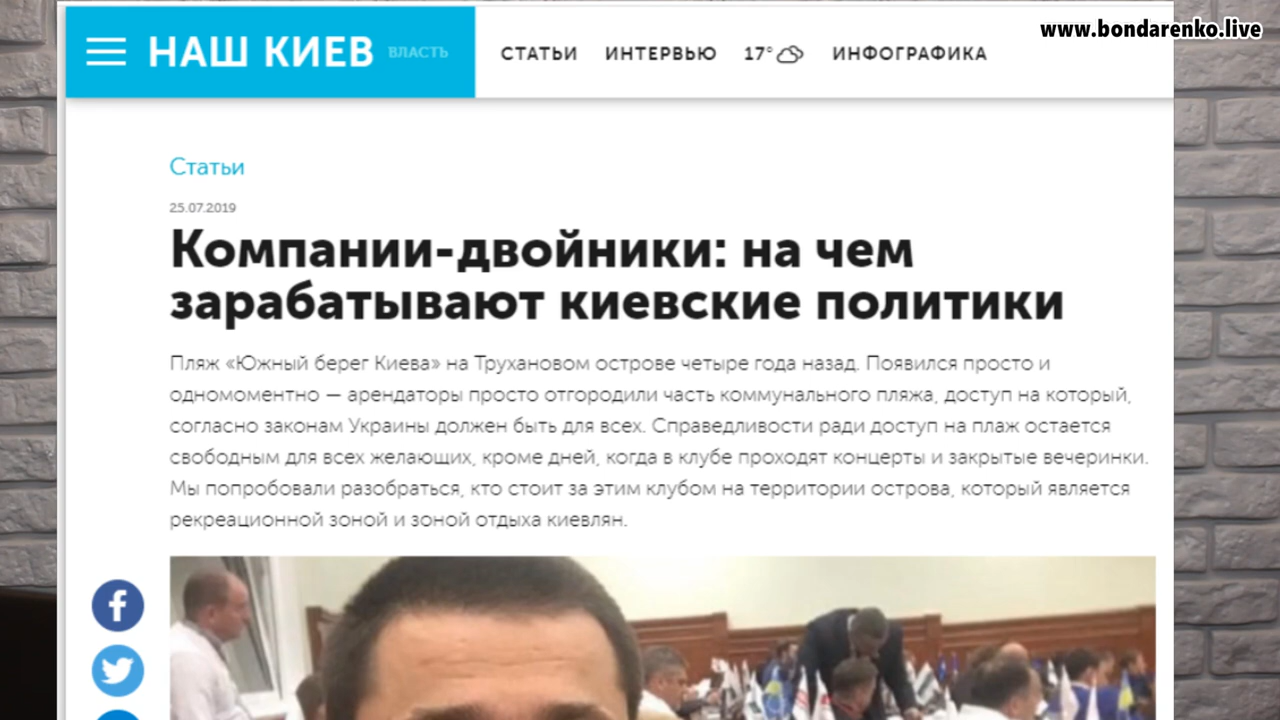 www.bondarenko.live
НАШ КИЕВ ВЛАСТЬ СТАТЬИ ИНТЕРВЬЮ 17° ИНФОГРАФИКА
Статьи
25.07.2019
Компании-двойники: на чем
зарабатывают киевские политики
Пляж «Южный берег Киева» на Трухановом острове четыре года назад. Появился просто и
одномоментно — арендаторы просто отгородили часть коммунального пляжа, доступ на который,
согласно законам Украины должен быть для всех. Справедливости ради доступ на плаж остается
свободным для всех желающих, кроме дней, когда в клубе проходят концерты и закрытые вечеринки.
Мы попробовали разобраться, кто стоит за этим клубом на территории острова, который является
рекреационной зоной и зоной отдыха киевлян.